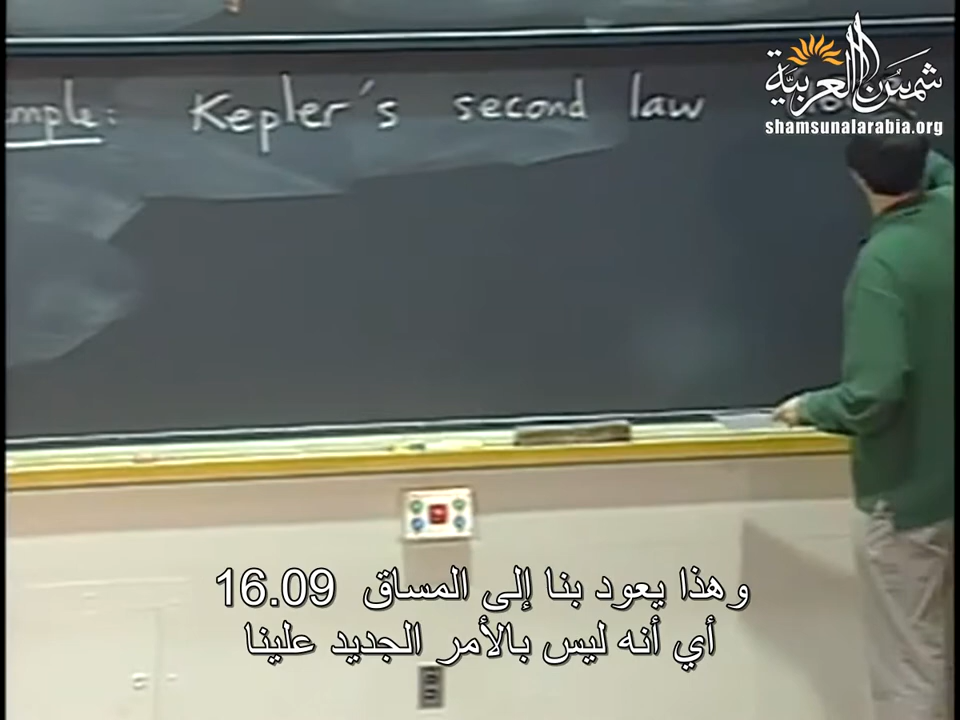 شمس العربية
shamsunalarabia.org
mple: Kepler's second law
وهذا يعود بنا إلى المساق 16.09
أي أنه ليس بالأمر الجديد علينا